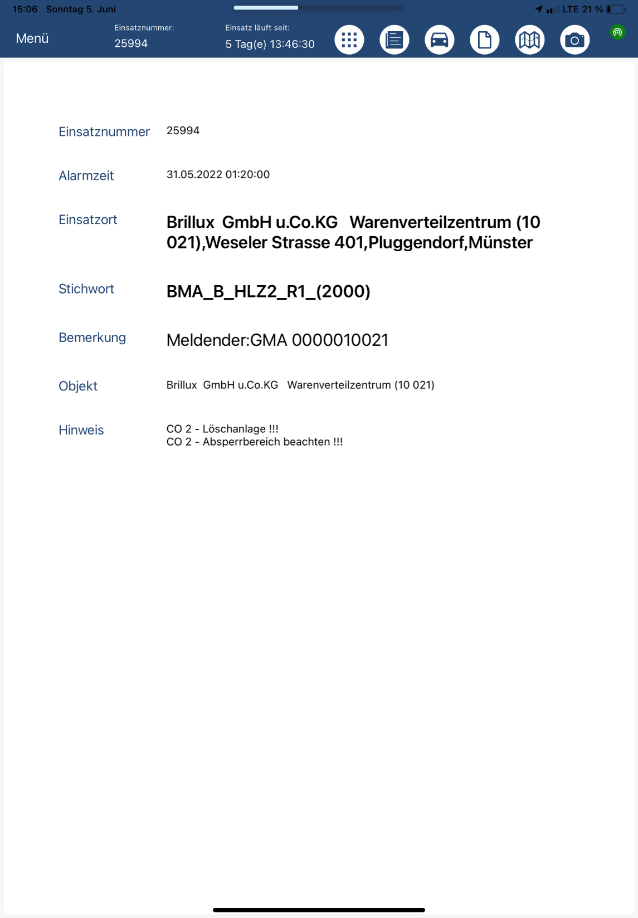 15:06 Sonntag 5. Juni
LTE 21 %
Menü
Einsatznummer:
25994
Einsatz läuft seit:
5 Tag(e) 13:46:30
Einsatznummer 25994
Alarmzeit 31.05.2022 01:20:00
Einsatzort Brillux GmbH u.Co.KG Warenverteilzentrum (10
021),Weseler Strasse 401,Pluggendorf,Münster
Stichwort BMA_B_HLZ2_R1_(2000)
Bemerkung Meldender:GMA 0000010021
Objekt Brillux GmbH u.Co.KG Warenverteilzentrum (10 021)
Hinweis CO 2 - Löschanlage !!!
CO 2 - Absperrbereich beachten !!!